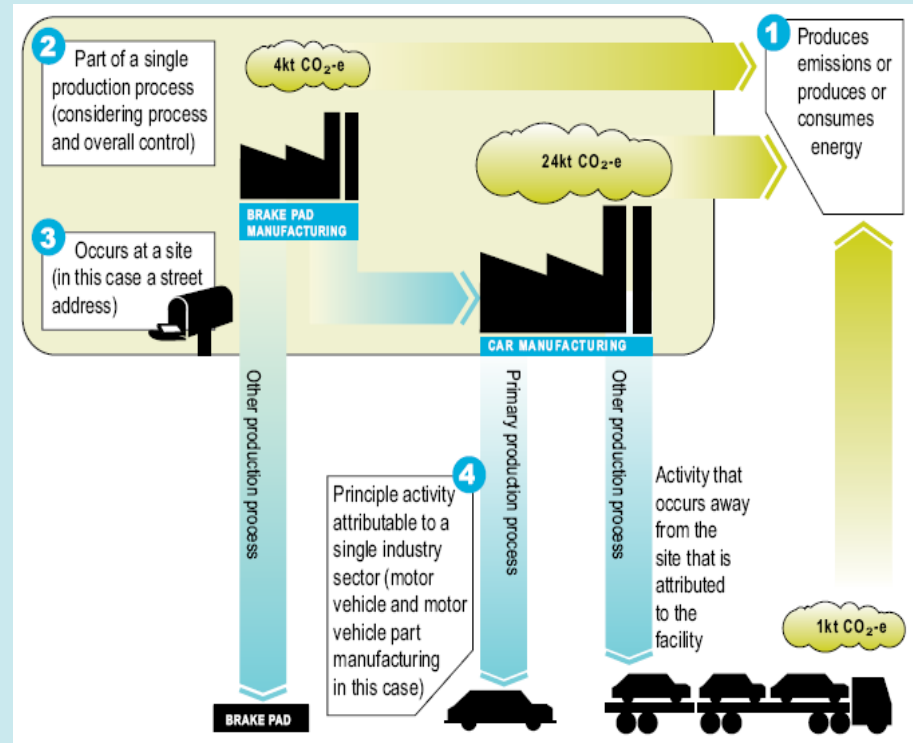 2
Part of a single
production process
(considering process
and overall control)
4kt CO₂-e
1
Produces
emissions or
produces or
consumes
energy
24kt CO₂-e
BRAKE PAD
MANUFACTURING
3
Occurs at a site
(in this case a street
address)
CAR MANUFACTURING
Other production process
Primary production process
Other production process
4
Principle activity
attributable to a
single industry
sector (motor
vehicle and motor
vehicle part
manufacturing
in this case)
Activity that
occurs away
from the
site that is
attributed
to the
facility
1kt CO₂-e
BRAKE PAD